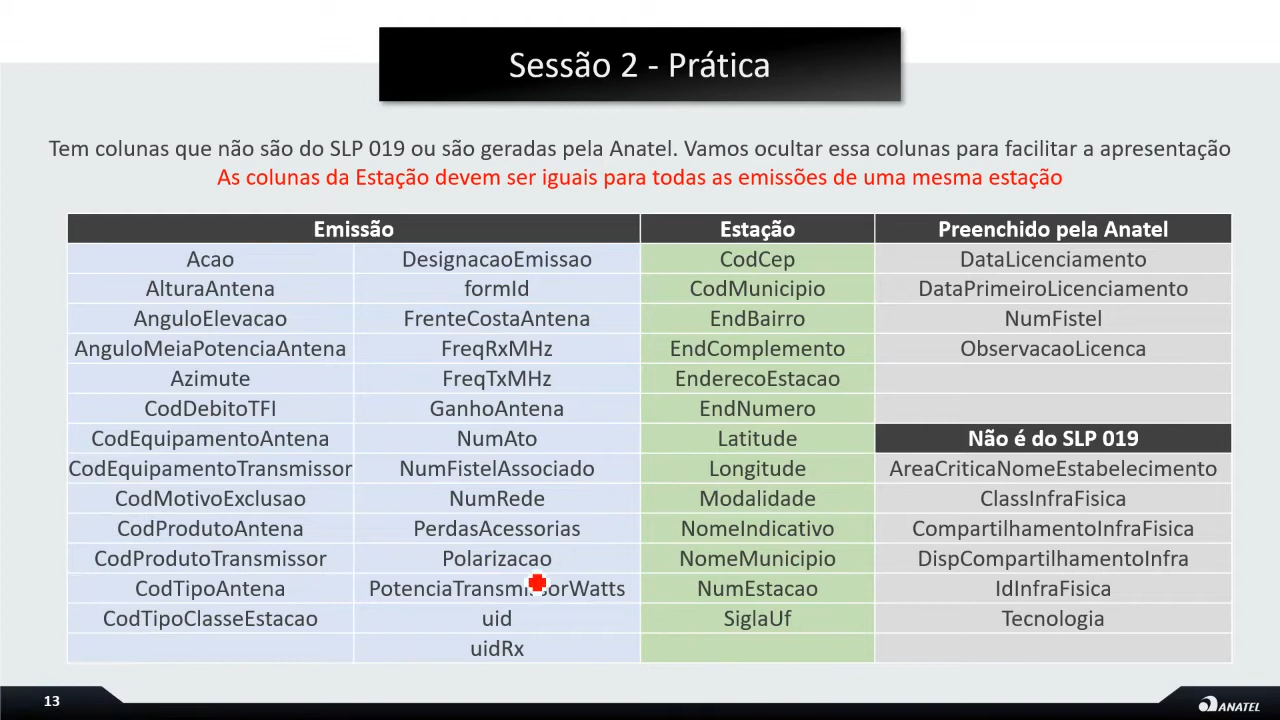 Sessão 2 - Prática
Tem colunas que não são do SLP 019 ou são geradas pela Anatel. Vamos ocultar essa colunas para facilitar a apresentação
As colunas da Estação devem ser iguais para todas as emissões de uma mesma estação
Emissão Estação Preenchido pela Anatel
Acao DesignacaoEmissao CodCep DataLicenciamento
AlturaAntena formId CodMunicipio DataPrimeiroLicenciamento
AnguloElevacao FrenteCostaAntena EndBairro NumFistel
AnguloMeiaPotenciaAntena FreqRxMHz EndComplemento ObservacaoLicenca
Azimute FreqTxMHz EnderecoEstacao
CodDebitoTFI GanhoAntena EndNumero
CodEquipamentoAntena NumAto Latitude Não é do SLP 019
CodEquipamentoTransmissor NumFistelAssociado Longitude AreaCriticaNomeEstabelecimento
CodMotivoExclusao NumRede Modalidade ClassInfraFisica
CodProdutoAntena PerdasAcessorias NomeIndicativo CompartilhamentoInfraFisica
CodProdutoTransmissor Polarizacao NomeMunicipio DispCompartilhamentoInfra
CodTipoAntena PotenciaTransmissorWatts NumEstacao IdInfraFisica
CodTipoClasseEstacao uid SiglaUf Tecnologia
uidRx
13
ANATEL